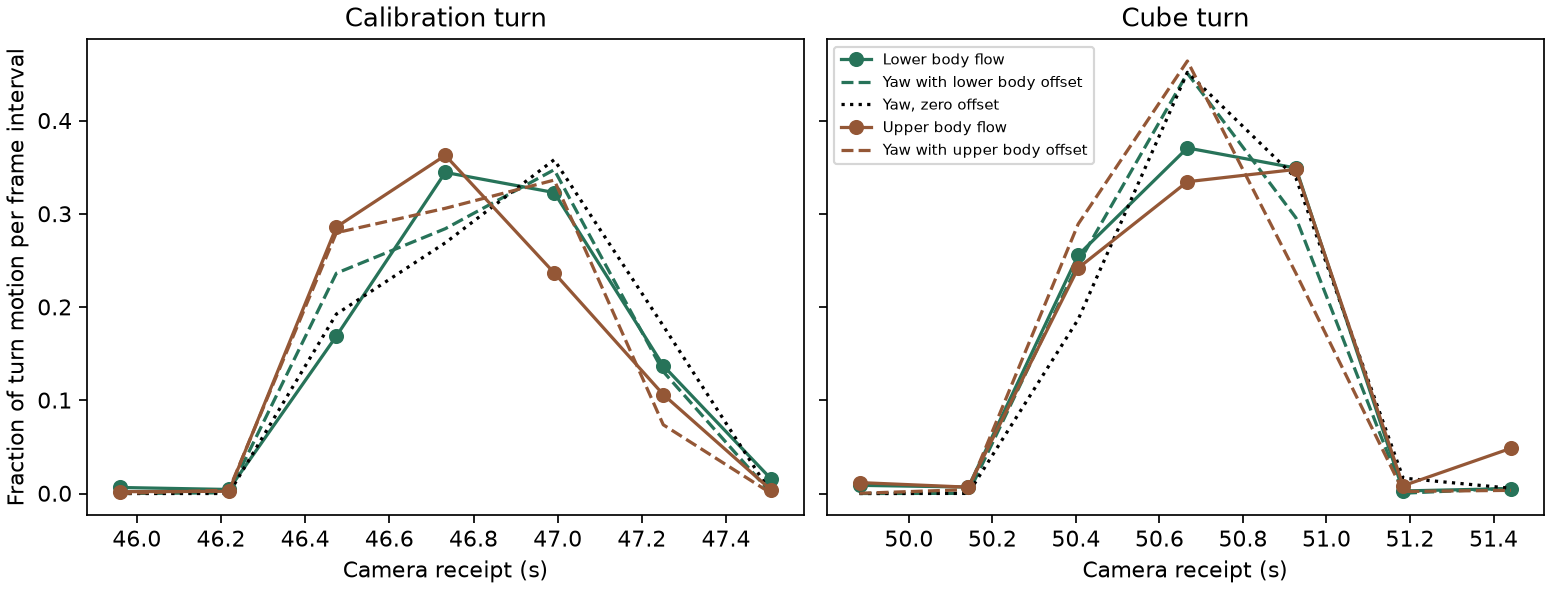 Calibration turn
Cube turn
Fraction of turn motion per frame interval
0.4
0.3
0.2
0.1
0.0
46.0 46.2 46.4 46.6 46.8 47.0 47.2 47.4
Camera receipt (s)
Lower body flow
Yaw with lower body offset
Yaw, zero offset
Upper body flow
Yaw with upper body offset
50.0 50.2 50.4 50.6 50.8 51.0 51.2 51.4
Camera receipt (s)